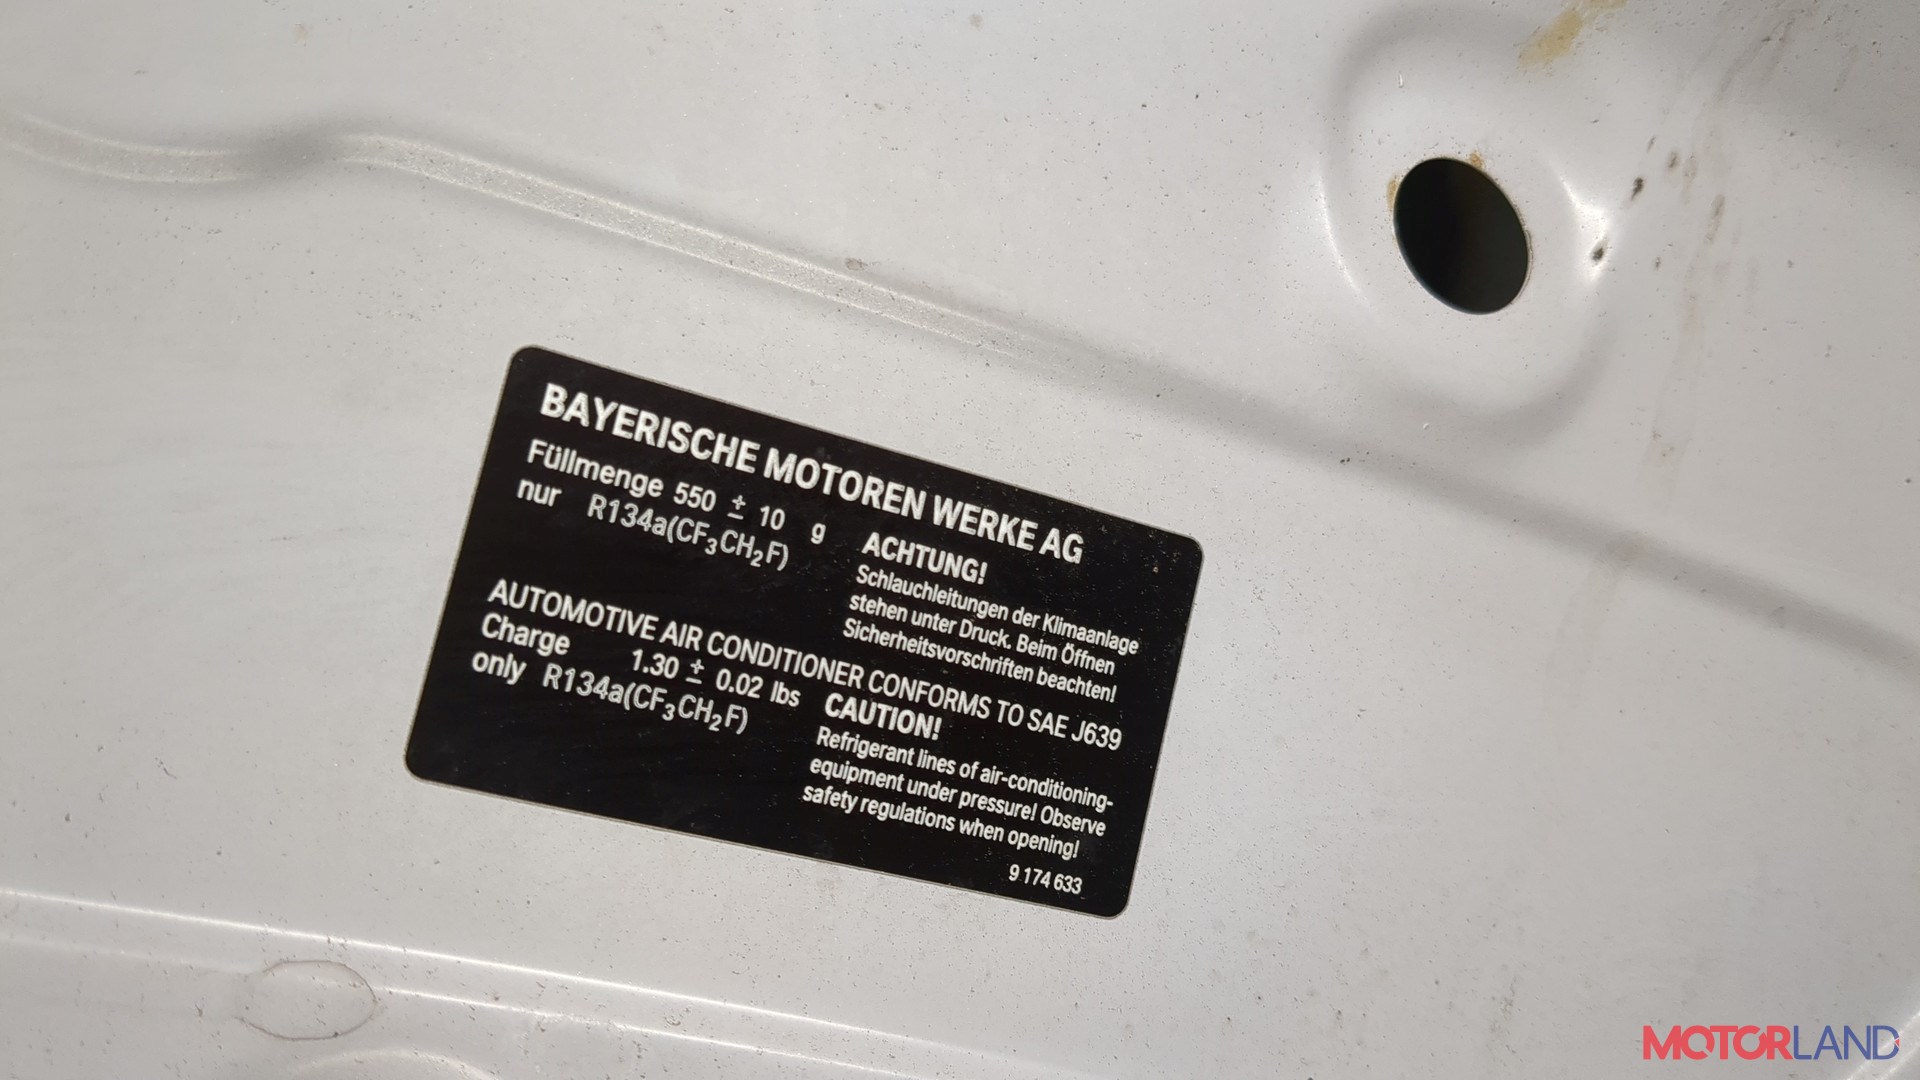 BAYERISCHE MOTOREN WERKE AG
Füllmenge 550 ± 10 g
nur R134a(CF₃CH₂F)
ACHTUNG!
Schlauchleitungen der Klimaanlage
stehen unter Druck. Beim Öffnen
Sicherheitsvorschriften beachten!
AUTOMOTIVE AIR CONDITIONER CONFORMS TO SAE J639
Charge 1.30 ± 0.02 lbs
only R134a(CF₃CH₂F)
CAUTION!
Refrigerant lines of air-conditioning-
equipment under pressure! Observe
safety regulations when opening!
9 174 633
MOTORLAND